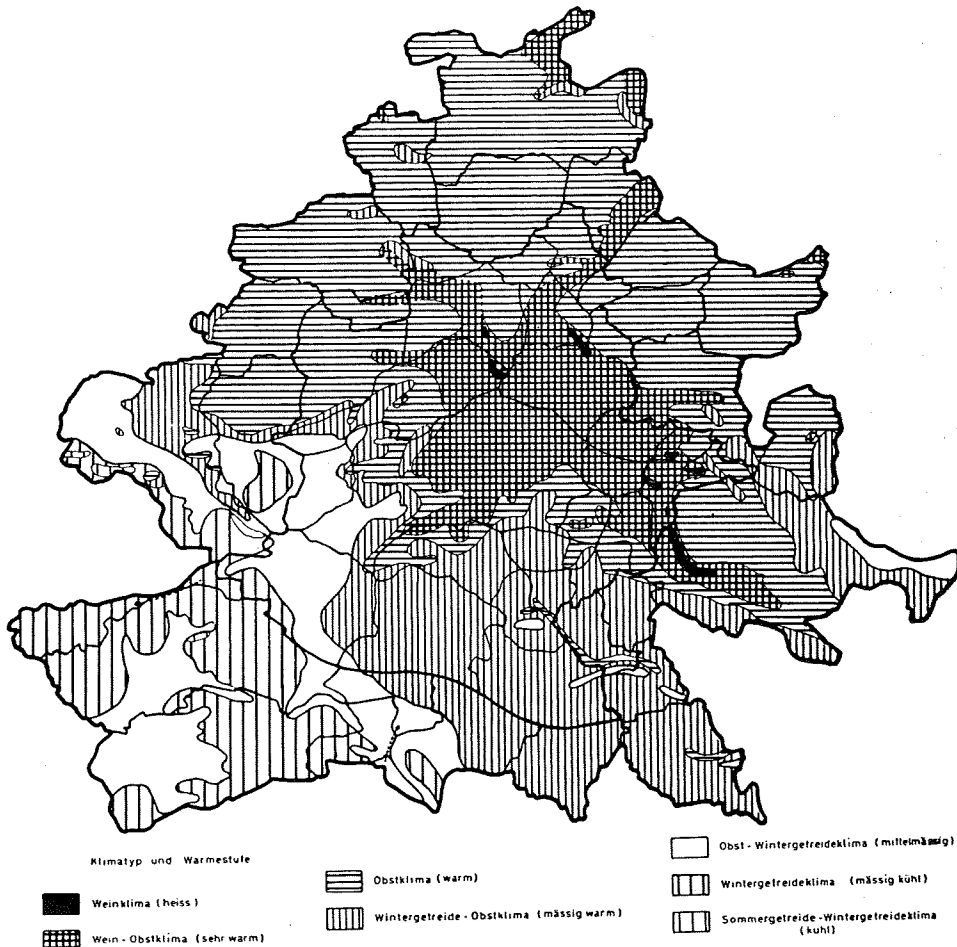 Klimatyp und Wärmestufe
Weinklima (heiss)
Wein - Obstklima (sehr warm)
Obstklima (warm)
Wintergetreide - Obstklima (mässig warm)
Obst - Wintergetreideklima (mittelmässig)
Wintergetreideklima (mässig kühl)
Sommergetreide - Wintergetreideklima
(kühl)